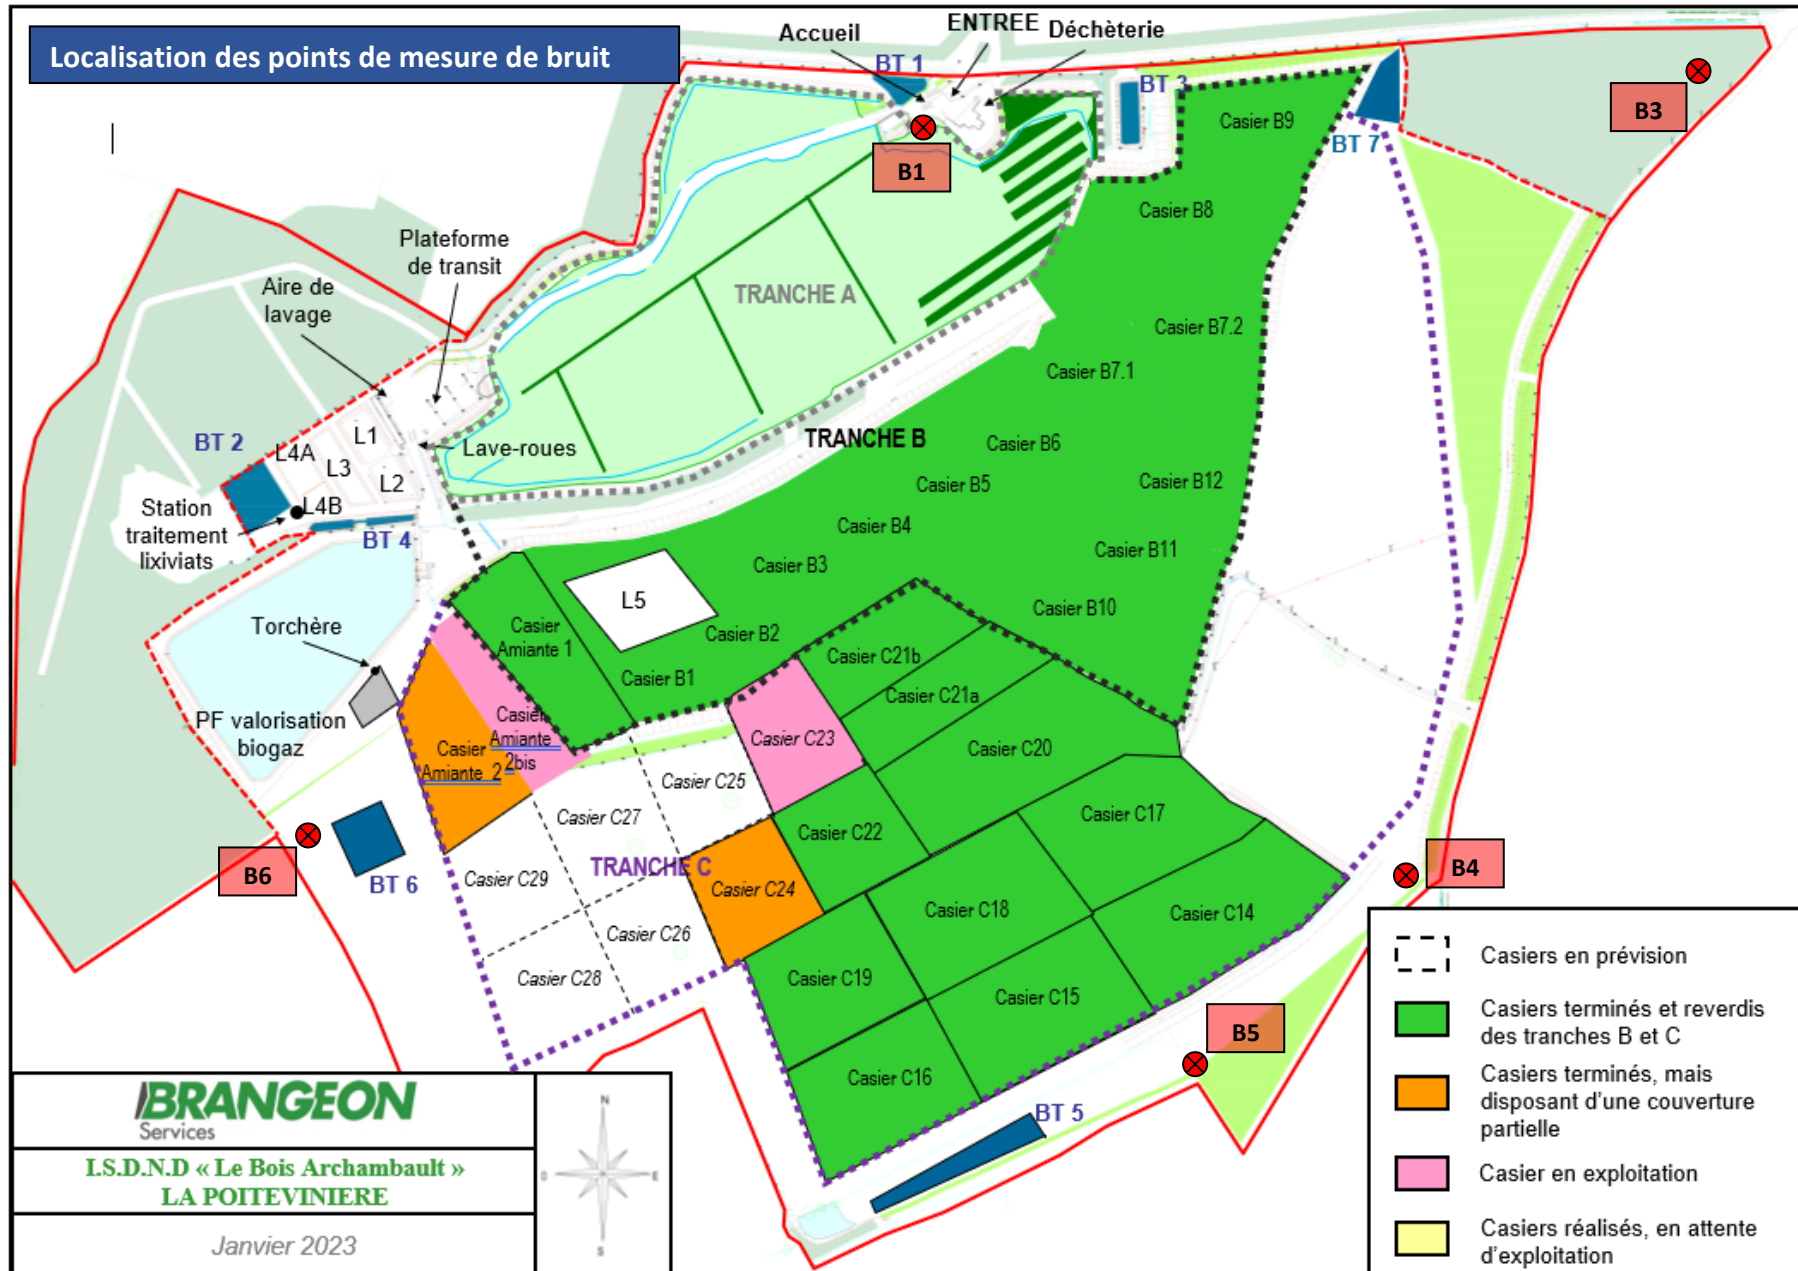 Localisation des points de mesure de bruit
Accueil
ENTREE
Déchèterie
BT 1
BT 3
B3
Casier B9
BT 7
B1
Casier B8
Plateforme
de transit
Aire de
lavage
TRANCHE A
Casier B7.2
Casier B7.1
TRANCHE B
Casier B6
BT 2
L4A
L1
L3
L2
Lave-roues
L4B
Station
traitement
lixiviats
BT 4
Casier B5
Casier B12
Casier B4
Casier B11
Casier B3
L5
Casier B10
Casier
Amiante 1
Casier B2
Torchère
Casier B1
Casier C21b
Casier C21a
PF valorisation
biogaz
Casier
Amiante
2bis
Casier
Amiante 2
Casier C23
Casier C20
Casier C25
Casier C27
Casier C22
Casier C17
TRANCHE C
B6
BT 6
Casier C29
Casier C24
B4
Casier C18
Casier C14
Casier C26
Casier C28
Casier C19
Casier C15
B5
Casier C16
BT 5
Casiers en prévision
Casiers terminés et reverdis
des tranches B et C
Casiers terminés, mais
disposant d'une couverture
partielle
Casier en exploitation
Casiers réalisés, en attente
d'exploitation
BRANGEON
Services
I.S.D.N.D « Le Bois Archambault »
LA POITEVINIERE
Janvier 2023
N
O
E
S